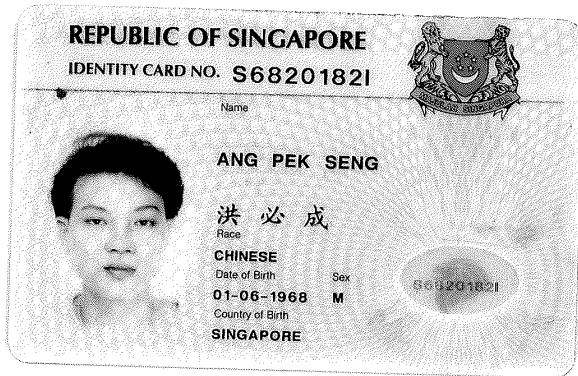 REPUBLIC OF SINGAPORE
IDENTITY CARD NO. S6820182I
Name
ANG PEK SENG
洪必成
Race
CHINESE
Date of Birth Sex
01-06-1968 M
Country of Birth
SINGAPORE
S6820182I